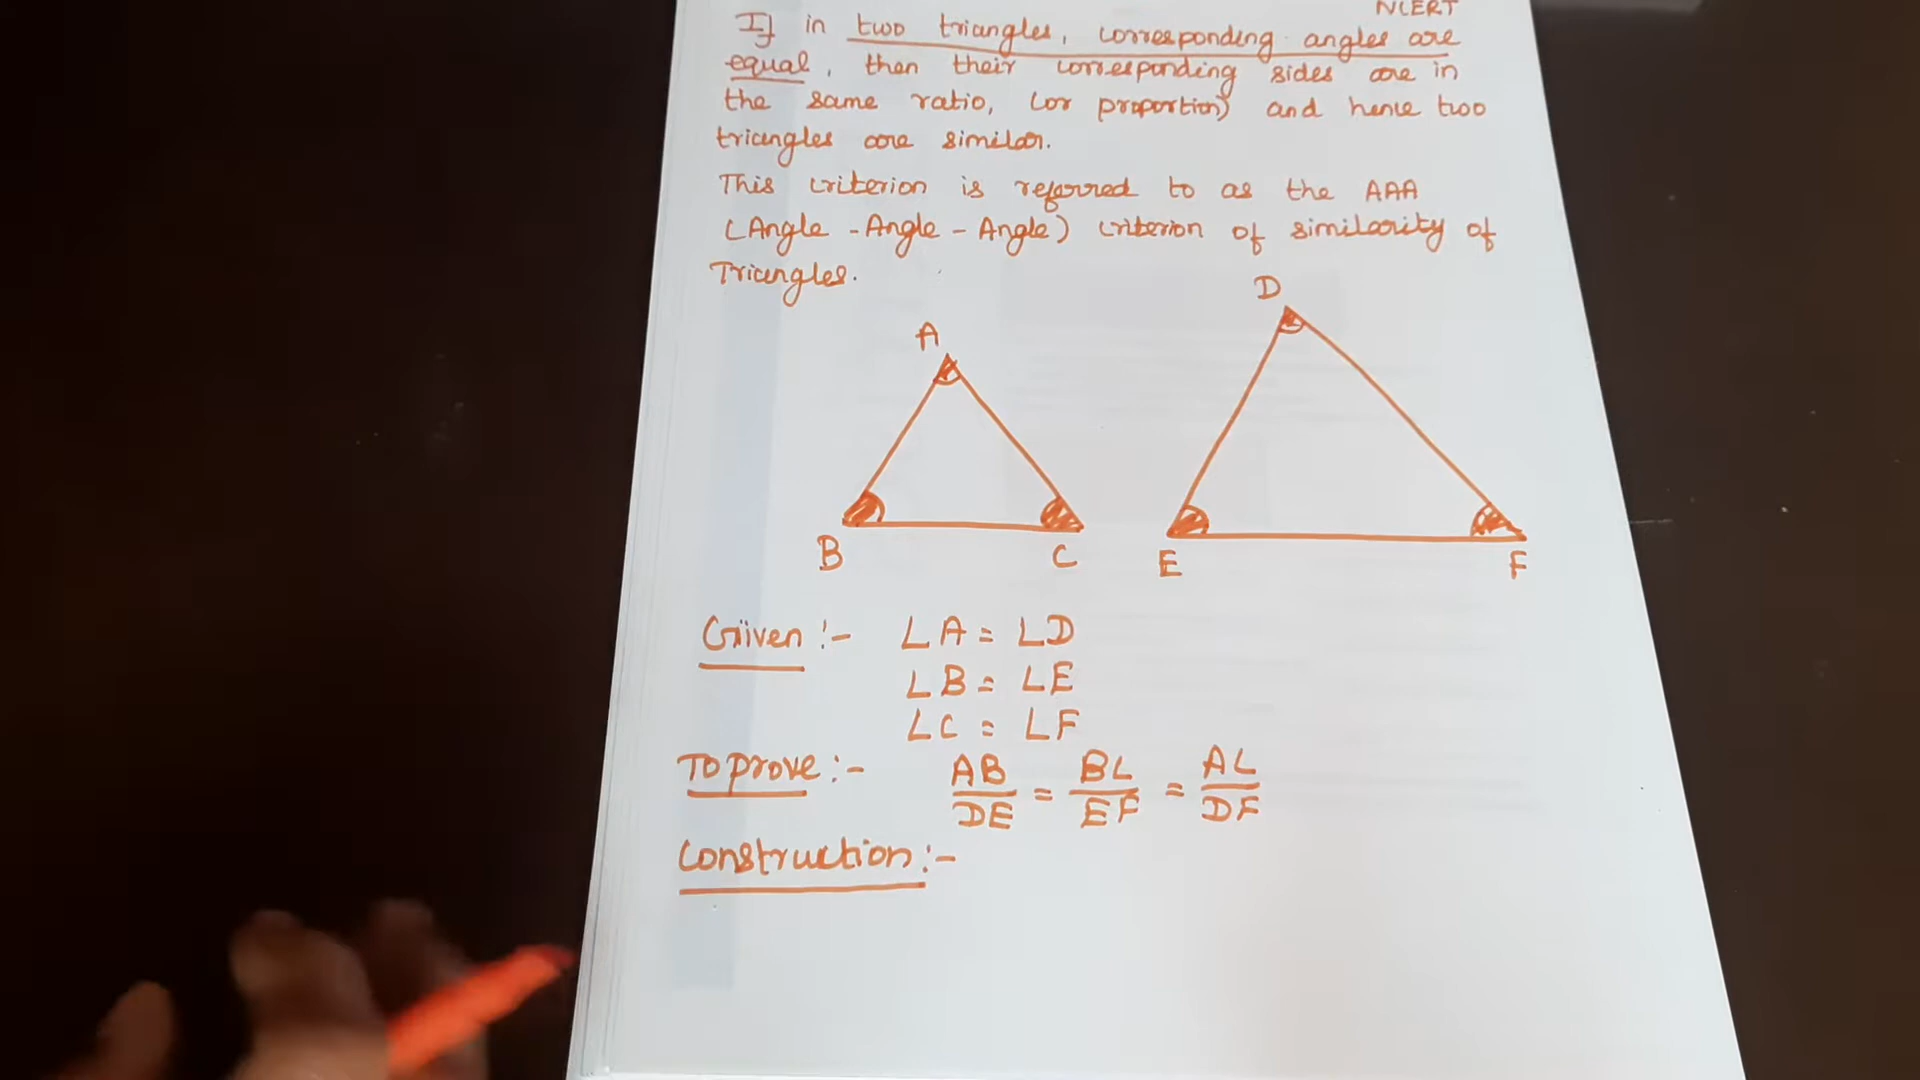 NCERT
If in two triangles, corresponding angles are
equal, then their corresponding sides are in
the same ratio, (or proportion) and hence two
triangles are similar.
This criterion is referred to as the AAA
(Angle - Angle - Angle) criterion of similarity of
Triangles.
D
A
B C E F
Given :- ∠A = ∠D
∠B = ∠E
∠C = ∠F
To prove :- AB/DE = BC/EF = AC/DF
Construction :-